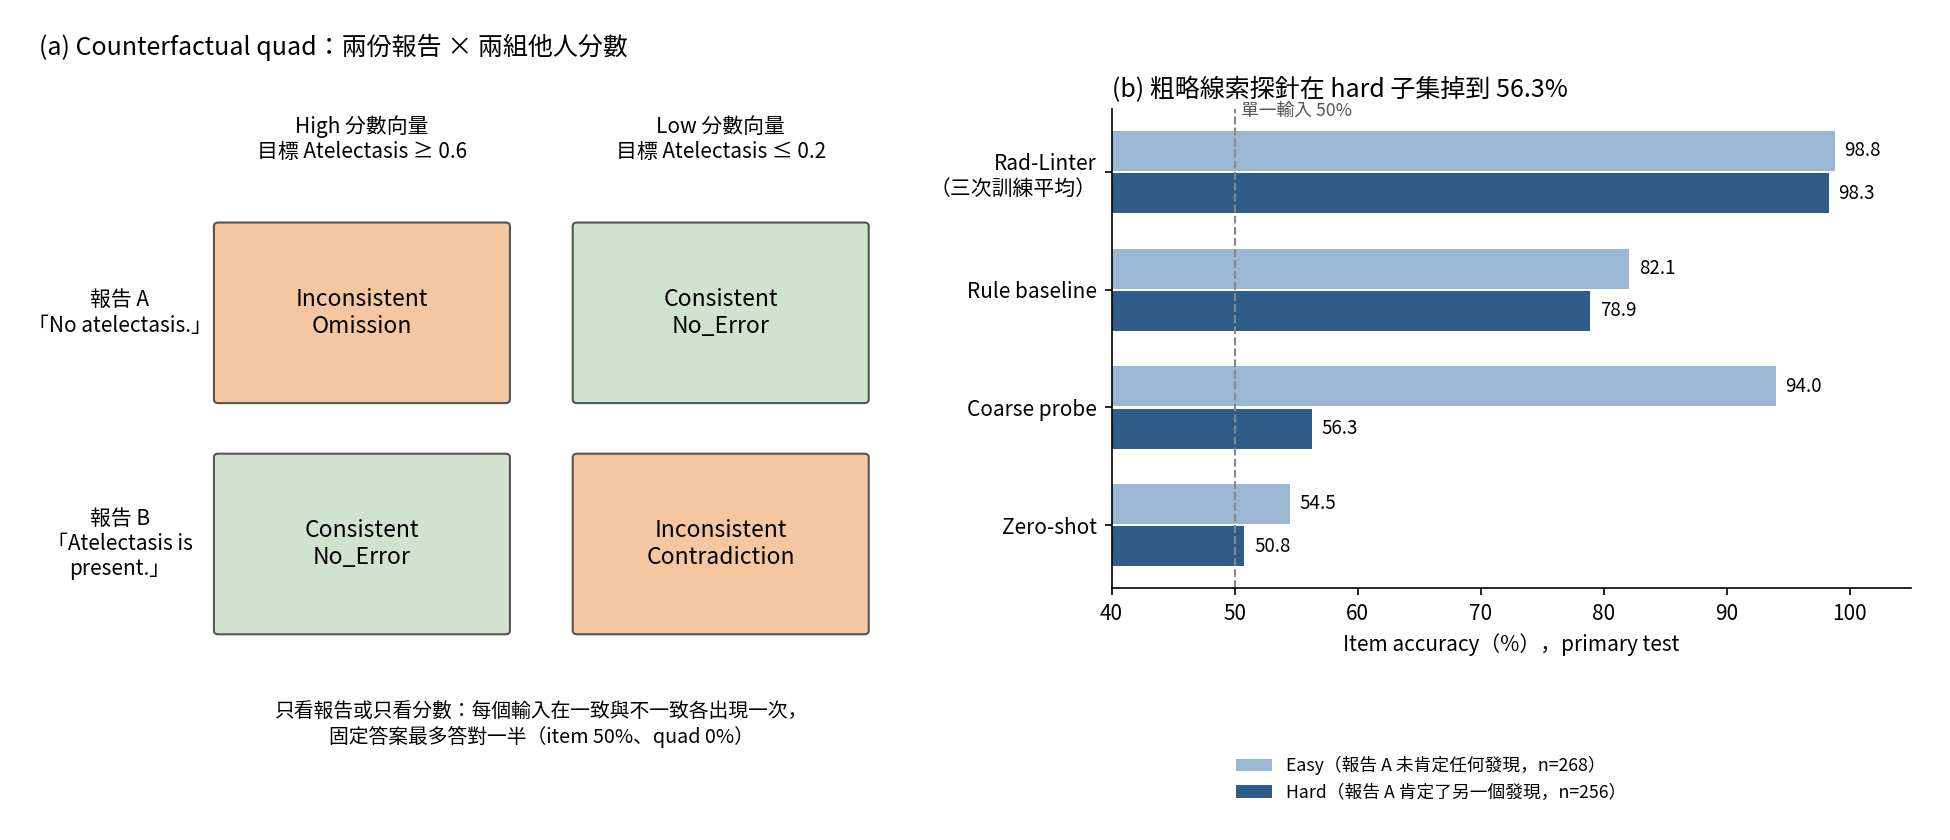 (a) Counterfactual quad：兩份報告 × 兩組他人分數
High 分數向量
目標 Atelectasis ≥ 0.6
Low 分數向量
目標 Atelectasis ≤ 0.2
報告 A
「No atelectasis.」
Inconsistent
Omission
Consistent
No_Error
報告 B
「Atelectasis is
present.」
Consistent
No_Error
Inconsistent
Contradiction
只看報告或只看分數：每個輸入在一致與不一致各出現一次，
固定答案最多答對一半（item 50%、quad 0%）
(b) 粗略線索探針在 hard 子集掉到 56.3%
單一輸入 50%
Rad-Linter
（三次訓練平均）
98.8
98.3
Rule baseline
82.1
78.9
Coarse probe
94.0
56.3
Zero-shot
54.5
50.8
40 50 60 70 80 90 100
Item accuracy（%），primary test
Easy（報告 A 未肯定任何發現，n=268）
Hard（報告 A 肯定了另一個發現，n=256）